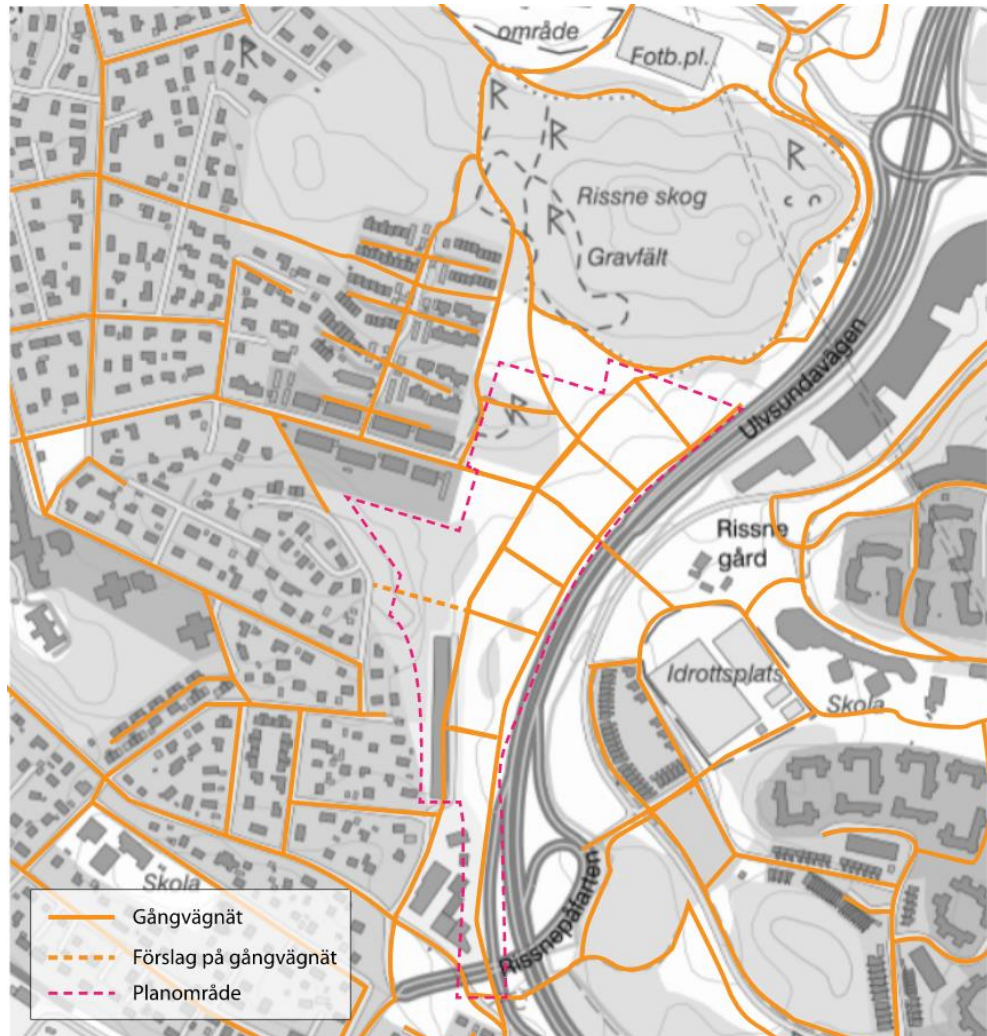 område
Fotb.pl.
R
R
R
R
R
R
Rissne skog
Gravfält
Ulvsundavägen
Rissne
gård
Idrottsplats
Skola
Skola
Rissnepåfarten
Gångvägnät
Förslag på gångvägnät
Planområde